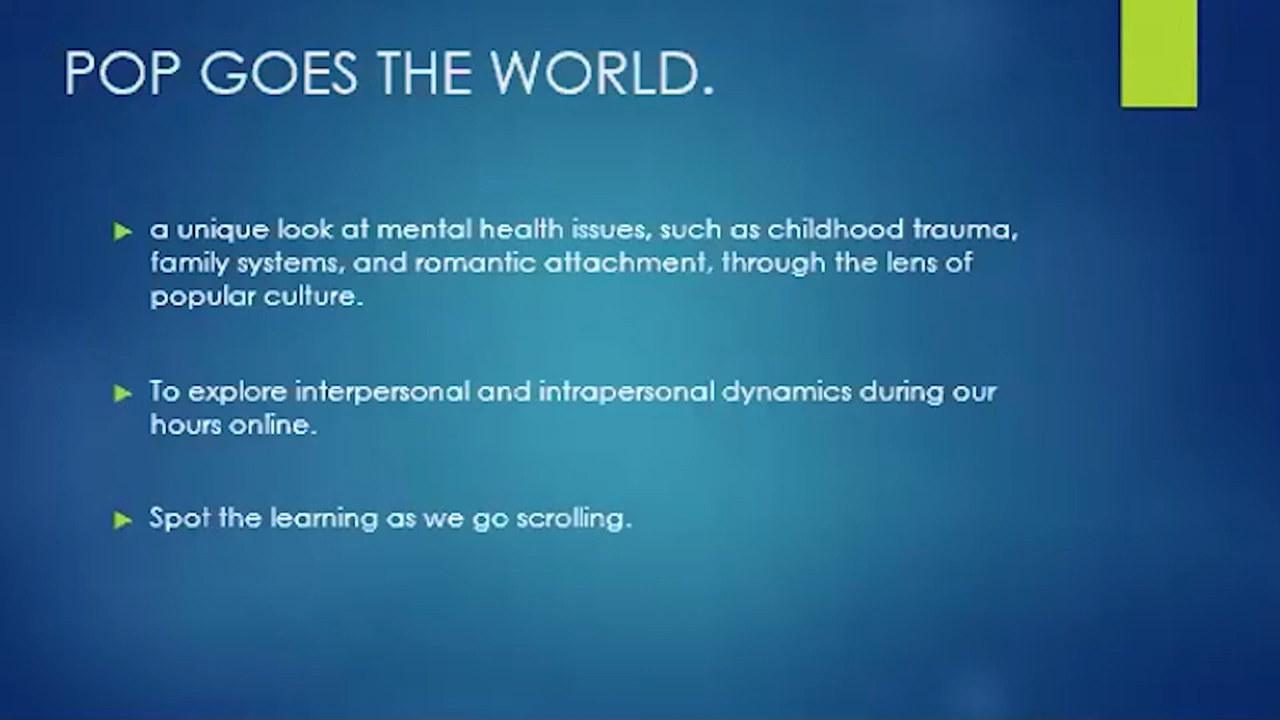 POP GOES THE WORLD.
a unique look at mental health issues, such as childhood trauma,
family systems, and romantic attachment, through the lens of
popular culture.
To explore interpersonal and intrapersonal dynamics during our
hours online.
Spot the learning as we go scrolling.